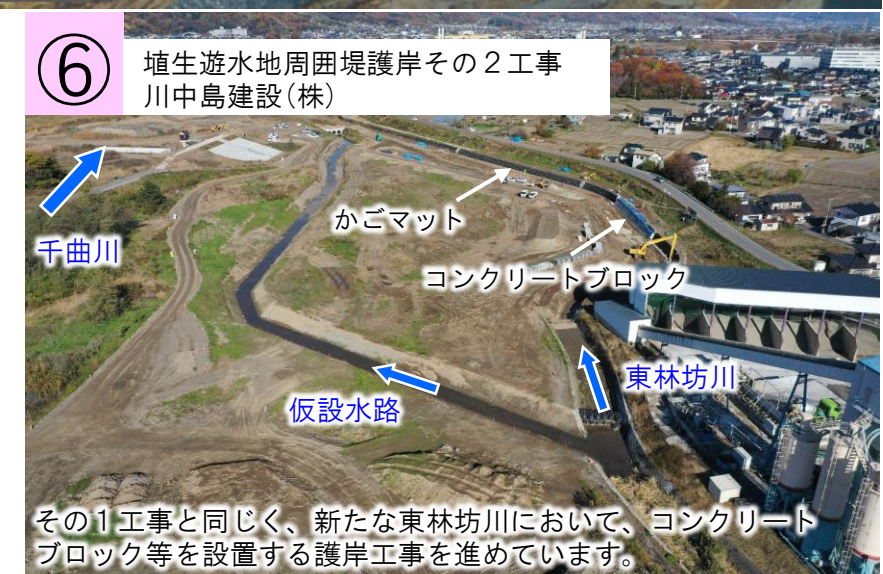 ⑥
埴生遊水地周囲堤護岸その２工事
川中島建設(株)
千曲川
かごマット
コンクリートブロック
東林坊川
仮設水路
その１工事と同じく、新たな東林坊川において、コンクリート
ブロック等を設置する護岸工事を進めています。